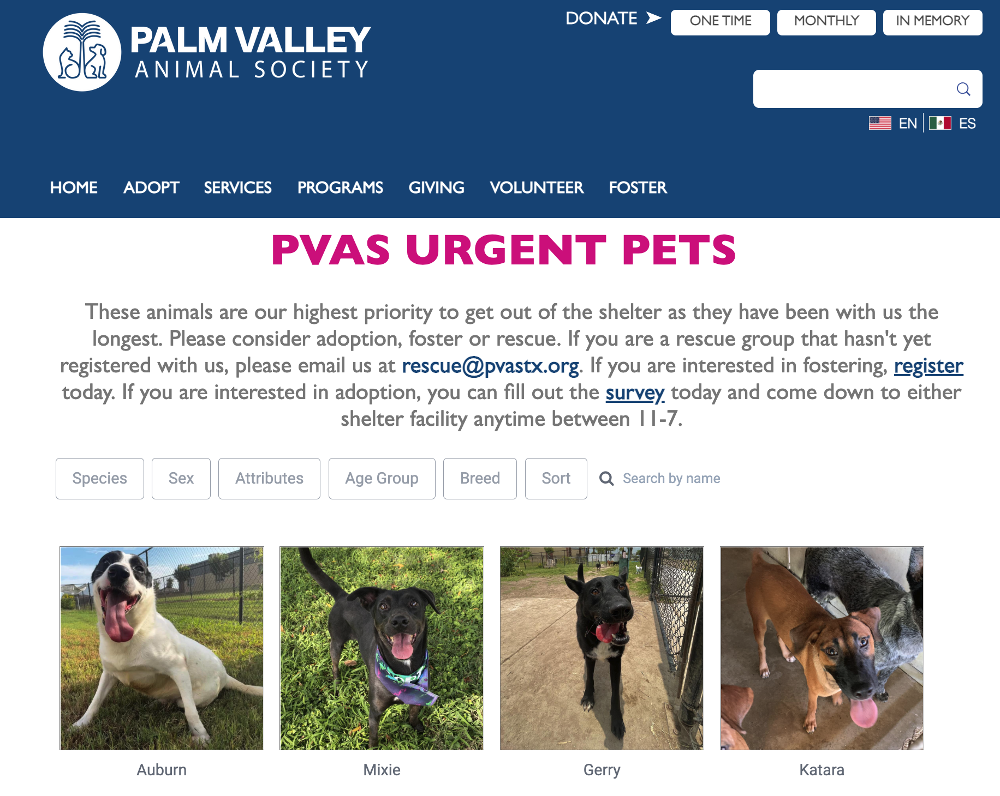 PALM VALLEY
ANIMAL SOCIETY
DONATE
ONE TIME
MONTHLY
IN MEMORY
EN
ES
HOME
ADOPT
SERVICES
PROGRAMS
GIVING
VOLUNTEER
FOSTER
PVAS URGENT PETS
These animals are our highest priority to get out of the shelter as they have been with us the
longest. Please consider adoption, foster or rescue. If you are a rescue group that hasn't yet
registered with us, please email us at rescue@pvastx.org. If you are interested in fostering, register
today. If you are interested in adoption, you can fill out the survey today and come down to either
shelter facility anytime between 11-7.
Species
Sex
Attributes
Age Group
Breed
Sort
Search by name
Auburn
Mixie
Gerry
Katara